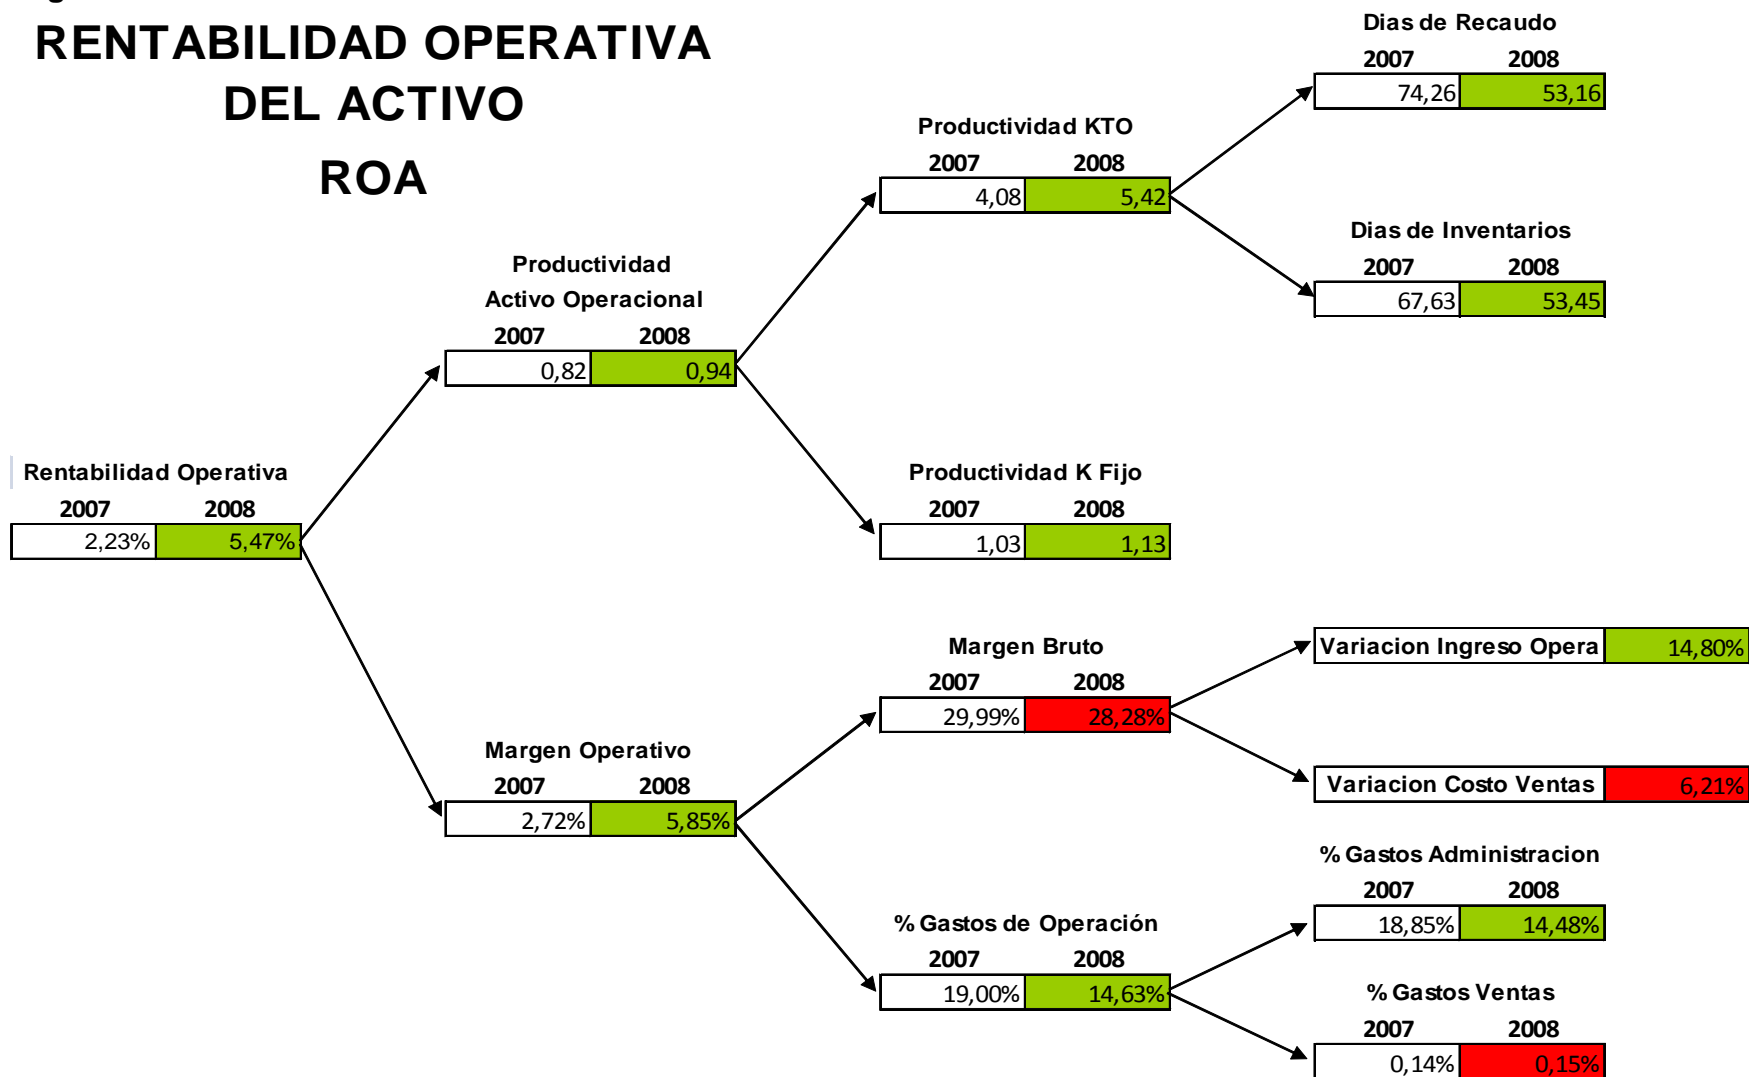 RENTABILIDAD OPERATIVA
DEL ACTIVO
ROA
Dias de Recaudo
2007 2008
74,26 53,16
Productividad KTO
2007 2008
4,08 5,42
Dias de Inventarios
2007 2008
67,63 53,45
Productividad
Activo Operacional
2007 2008
0,82 0,94
Rentabilidad Operativa
2007 2008
2,23% 5,47%
Productividad K Fijo
2007 2008
1,03 1,13
Margen Bruto
2007 2008
29,99% 28,28%
Variacion Ingreso Opera 14,80%
Variacion Costo Ventas 6,21%
Margen Operativo
2007 2008
2,72% 5,85%
% Gastos de Operación
2007 2008
19,00% 14,63%
% Gastos Administracion
2007 2008
18,85% 14,48%
% Gastos Ventas
2007 2008
0,14% 0,15%